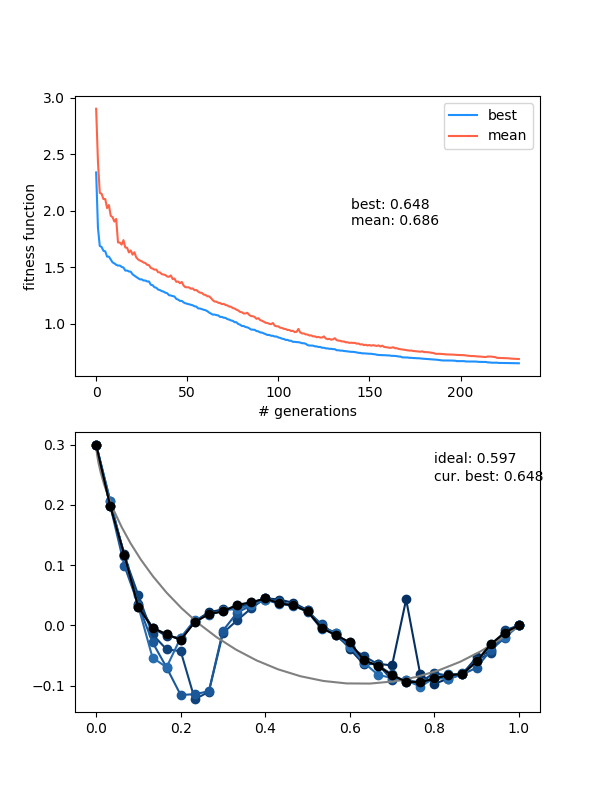 3.0
2.5
2.0
1.5
1.0
fitness function
best
mean
best: 0.648
mean: 0.686
0
50
100
150
200
# generations
0.3
0.2
0.1
0.0
−0.1
ideal: 0.597
cur. best: 0.648
0.0
0.2
0.4
0.6
0.8
1.0